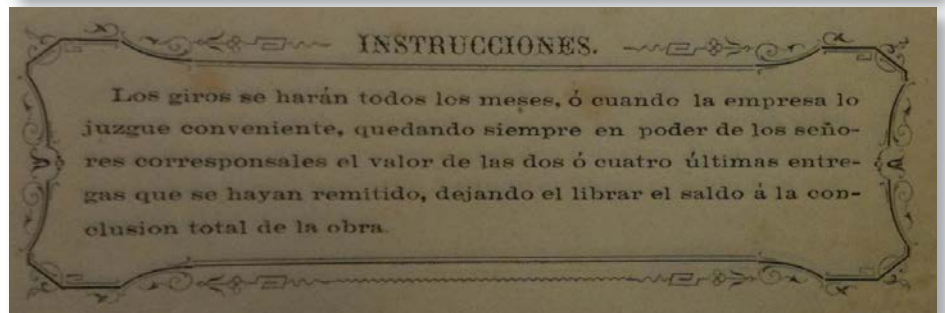 INSTRUCCIONES.
Los giros se harán todos los meses, ó cuando la empresa lo
juzgue conveniente, quedando siempre en poder de los seño-
res corresponsales el valor de las dos ó cuatro últimas entre-
gas que se hayan remitido, dejando el librar el saldo á la con-
clusion total de la obra.